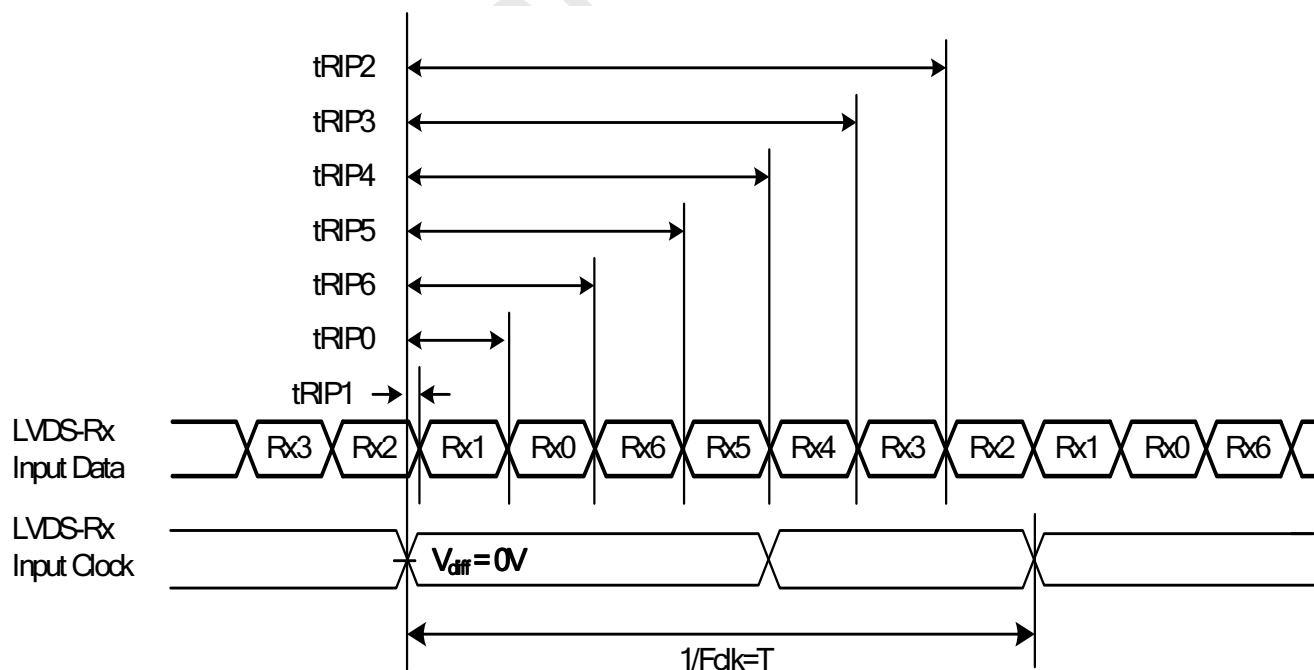 tRIP2
tRIP3
tRIP4
tRIP5
tRIP6
tRIP0
tRIP1
LVDS-Rx
Input Data
Rx3 Rx2 Rx1 Rx0 Rx6 Rx5 Rx4 Rx3 Rx2 Rx1 Rx0 Rx6
LVDS-Rx
Input Clock
Vdiff = 0V
1/Fclk=T